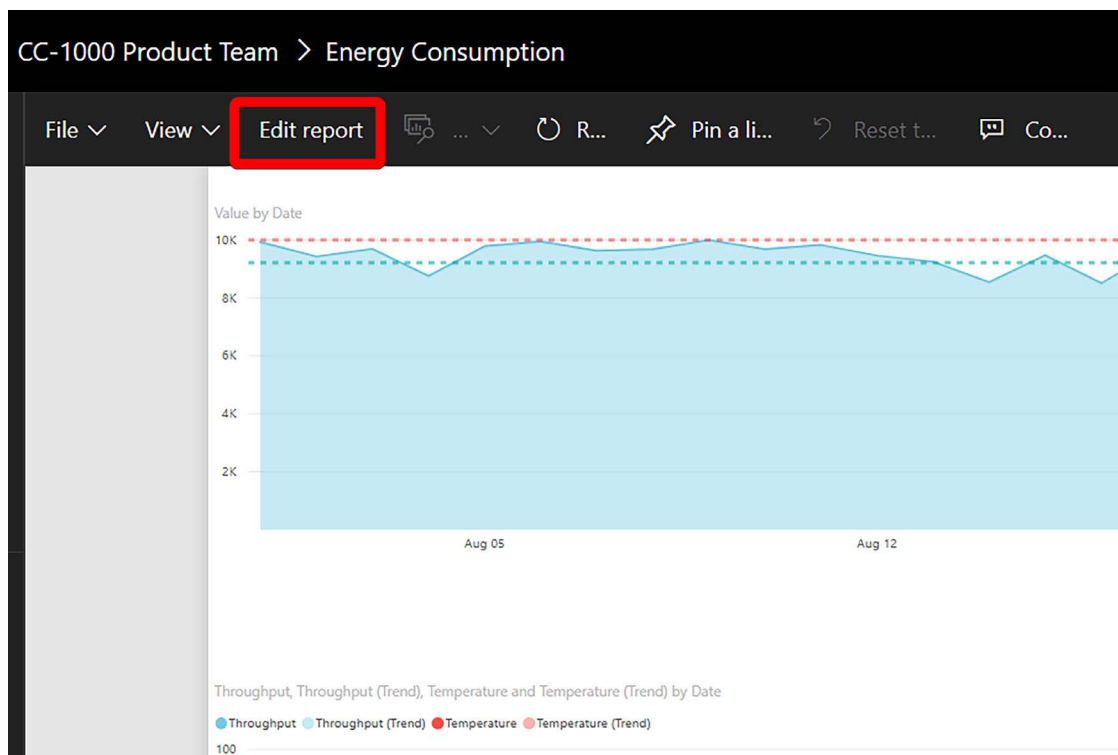 CC-1000 Product Team > Energy Consumption
File View Edit report ... R... Pin a li... Reset t... Co...
Value by Date
10K
8K
6K
4K
2K
Aug 05 Aug 12
Throughput, Throughput (Trend), Temperature and Temperature (Trend) by Date
Throughput Throughput (Trend) Temperature Temperature (Trend)
100